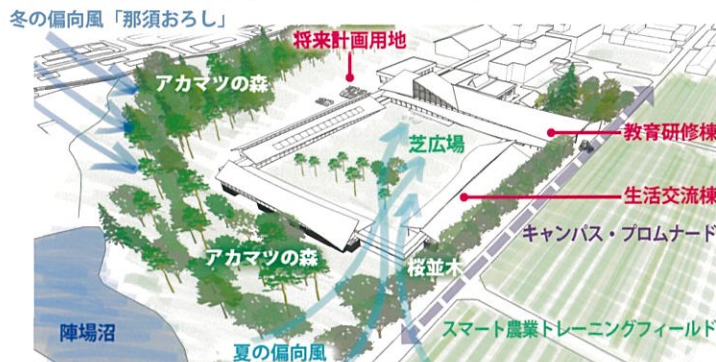 冬の偏向風「那須おろし」
将来計画用地
アカマツの森
芝広場
教育研修棟
生活交流棟
キャンパス・プロムナード
アカマツの森
桜並木
陣場沼
夏の偏向風
スマート農業トレーニングフィールド